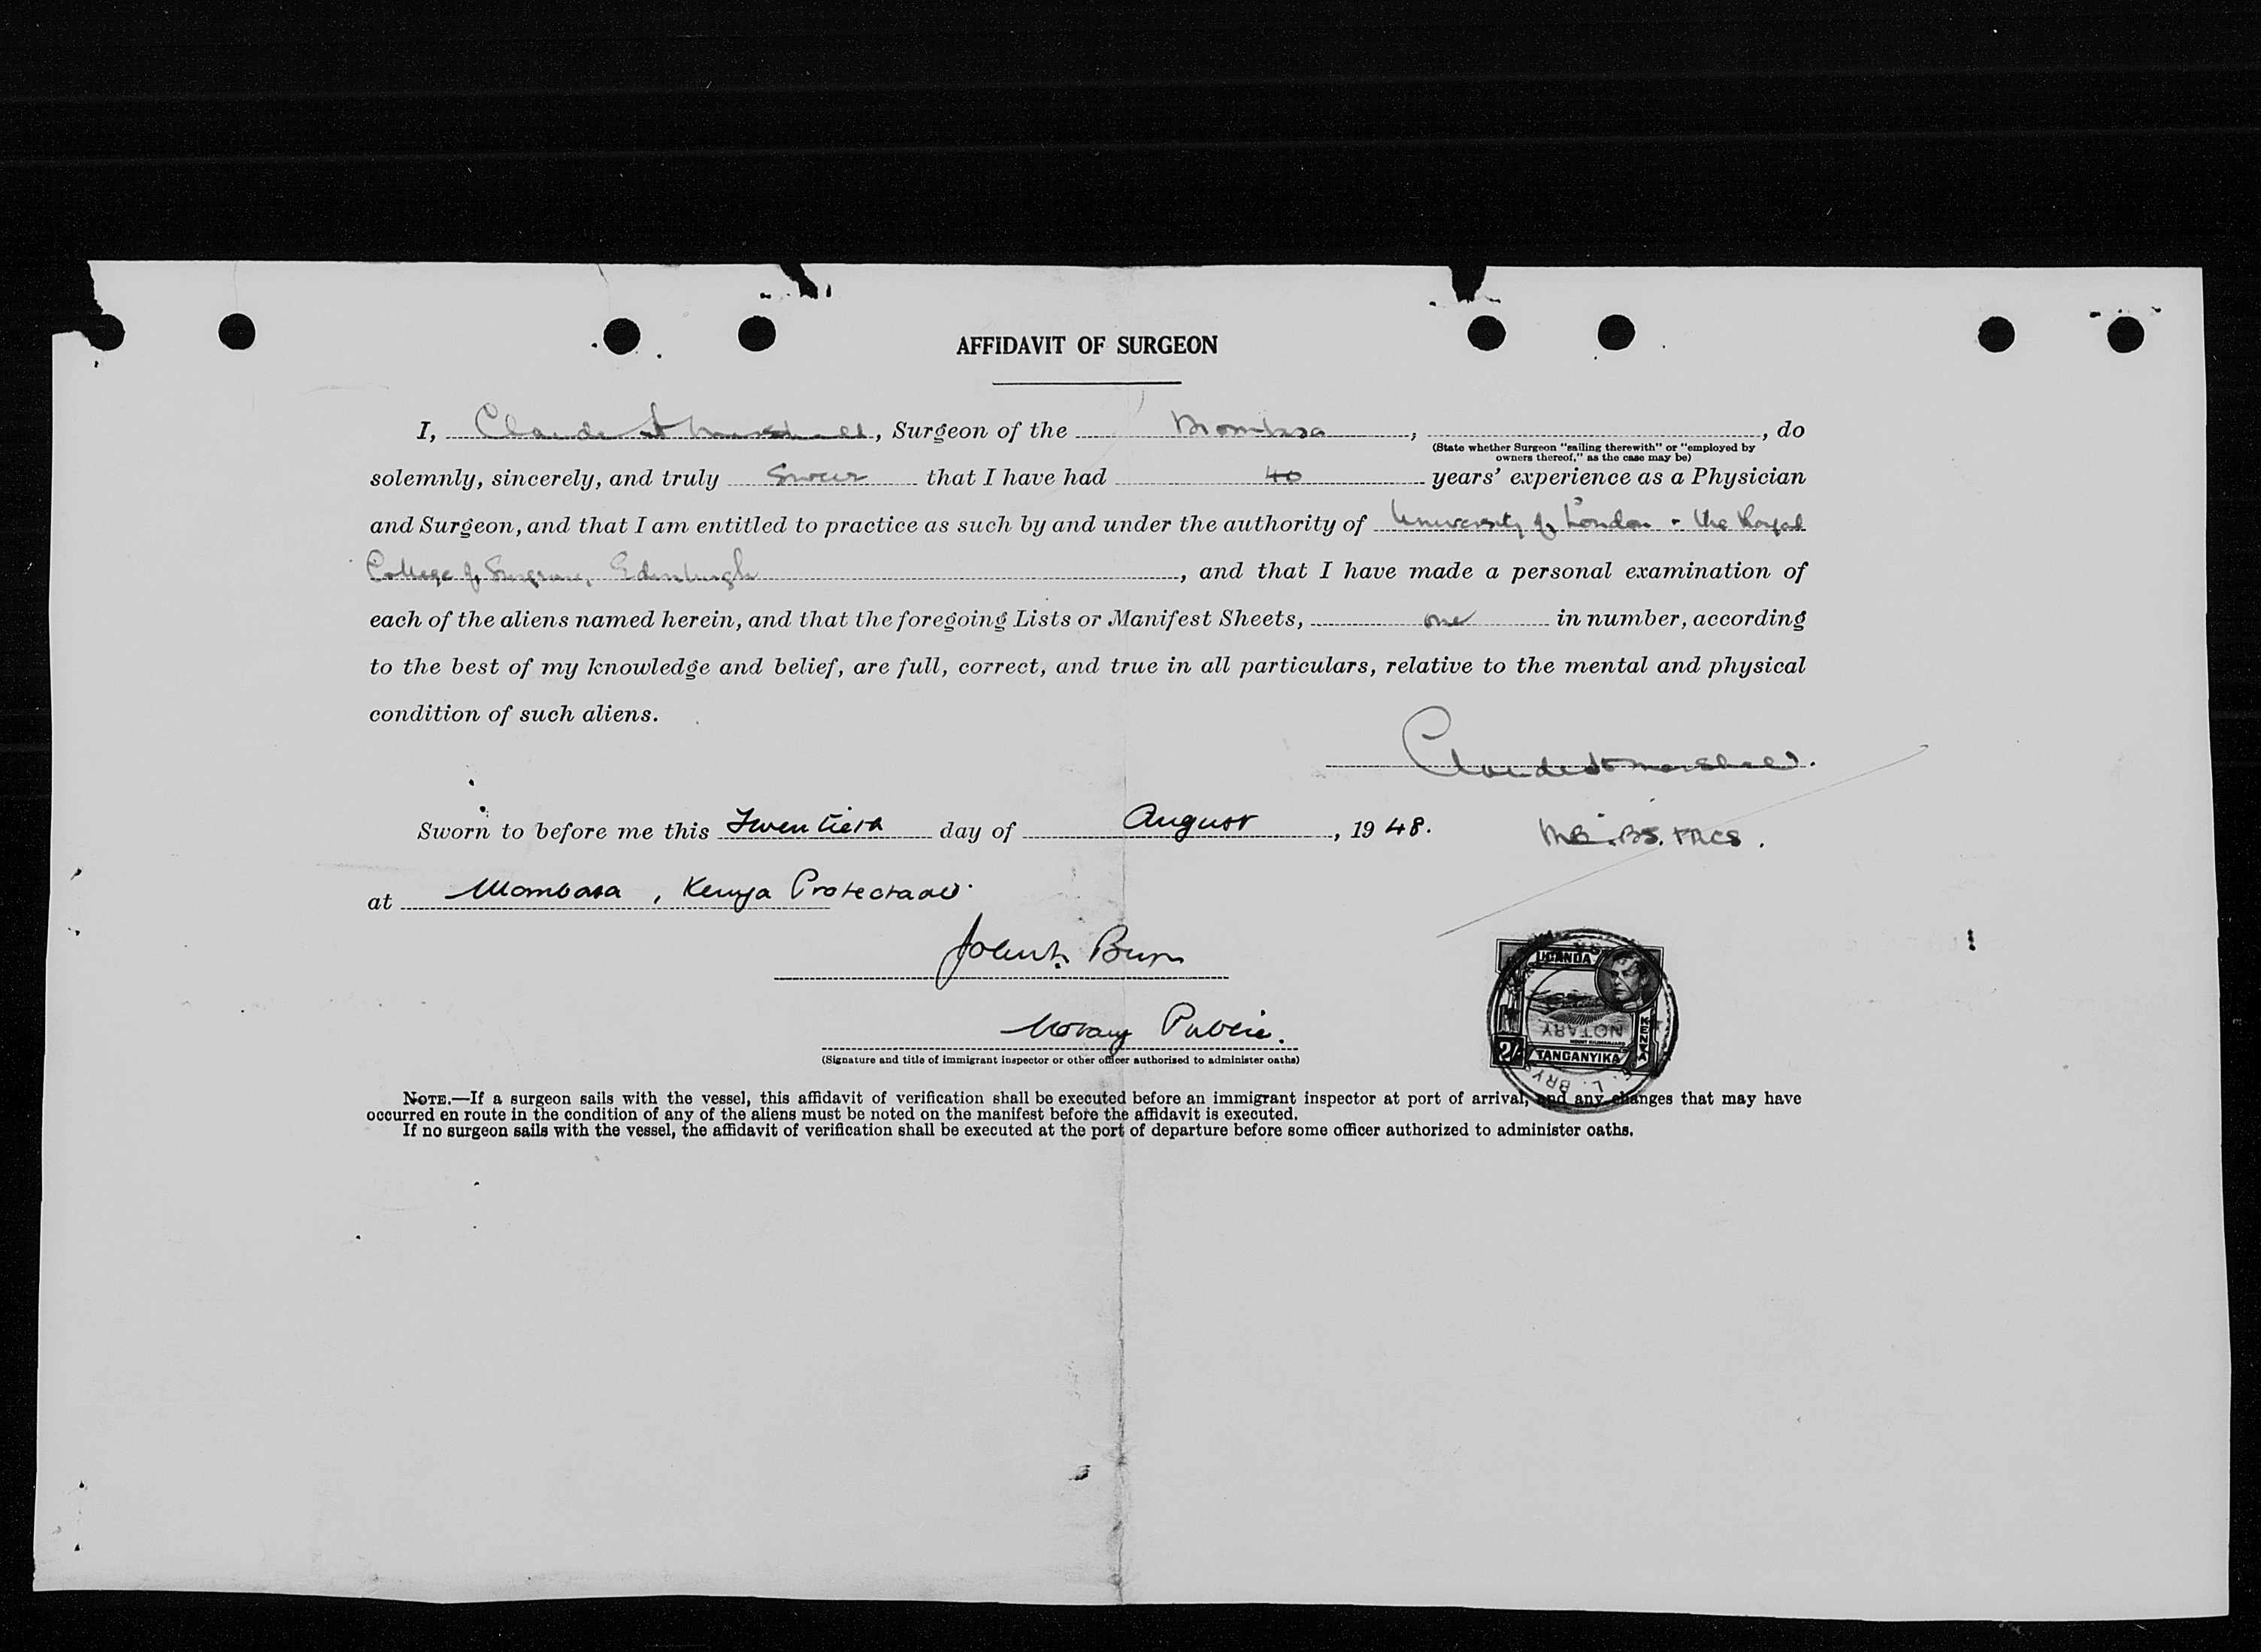 AFFIDAVIT OF SURGEON
I, Claude H Marshall, Surgeon of the Mombasa, , do
(State whether Surgeon "sailing therewith" or "employed by
owners thereof," as the case may be)
solemnly, sincerely, and truly Swear that I have had 40 years' experience as a Physician
and Surgeon, and that I am entitled to practice as such by and under the authority of University of London - the Royal
College of Surgeons, Edinburgh, and that I have made a personal examination of
each of the aliens named herein, and that the foregoing Lists or Manifest Sheets, one in number, according
to the best of my knowledge and belief, are full, correct, and true in all particulars, relative to the mental and physical
condition of such aliens.
Claude H Marshall.
Sworn to before me this Twentieth day of August, 1948.
MB. BS. FRCS.
at Mombasa, Kenya Protectorate
Notary Public.
(Signature and title of immigrant inspector or other officer authorized to administer oaths)
UGANDA
KENYA
NOTARY
MOUNT KILIMANJARO
2/-
TANGANYIKA
NOTE.—If a surgeon sails with the vessel, this affidavit of verification shall be executed before an immigrant inspector at port of arrival, and any changes that may have
occurred en route in the condition of any of the aliens must be noted on the manifest before the affidavit is executed.
If no surgeon sails with the vessel, the affidavit of verification shall be executed at the port of departure before some officer authorized to administer oaths.